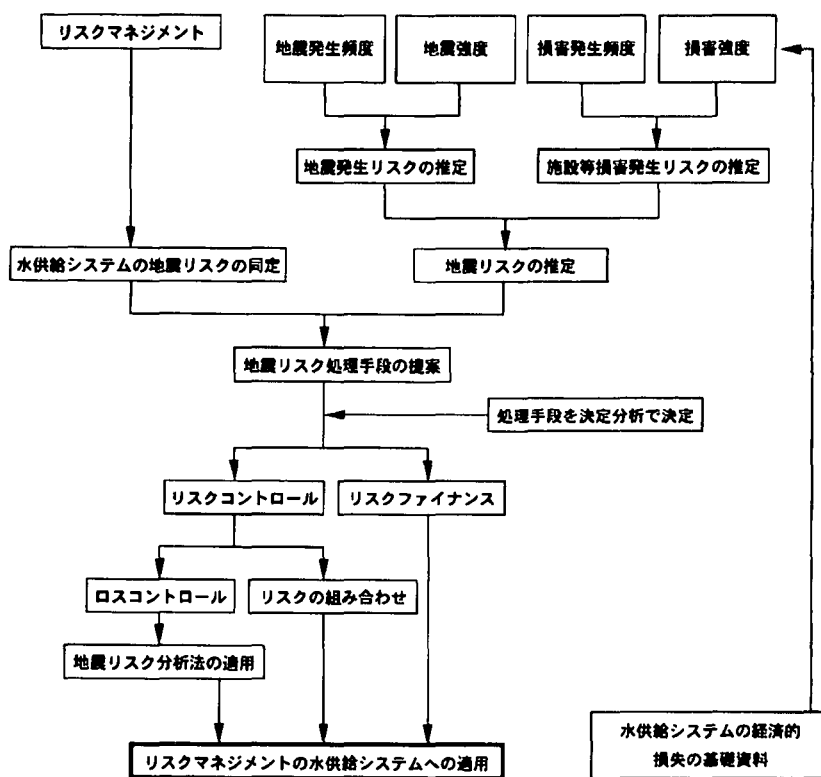 リスクマネジメント
地震発生頻度
地震強度
損害発生頻度
損害強度
地震発生リスクの推定
施設等損害発生リスクの推定
水供給システムの地震リスクの同定
地震リスクの推定
地震リスク処理手段の提案
処理手段を決定分析で決定
リスクコントロール
リスクファイナンス
ロスコントロール
リスクの組み合わせ
地震リスク分析法の適用
リスクマネジメントの水供給システムへの適用
水供給システムの経済的
損失の基礎資料